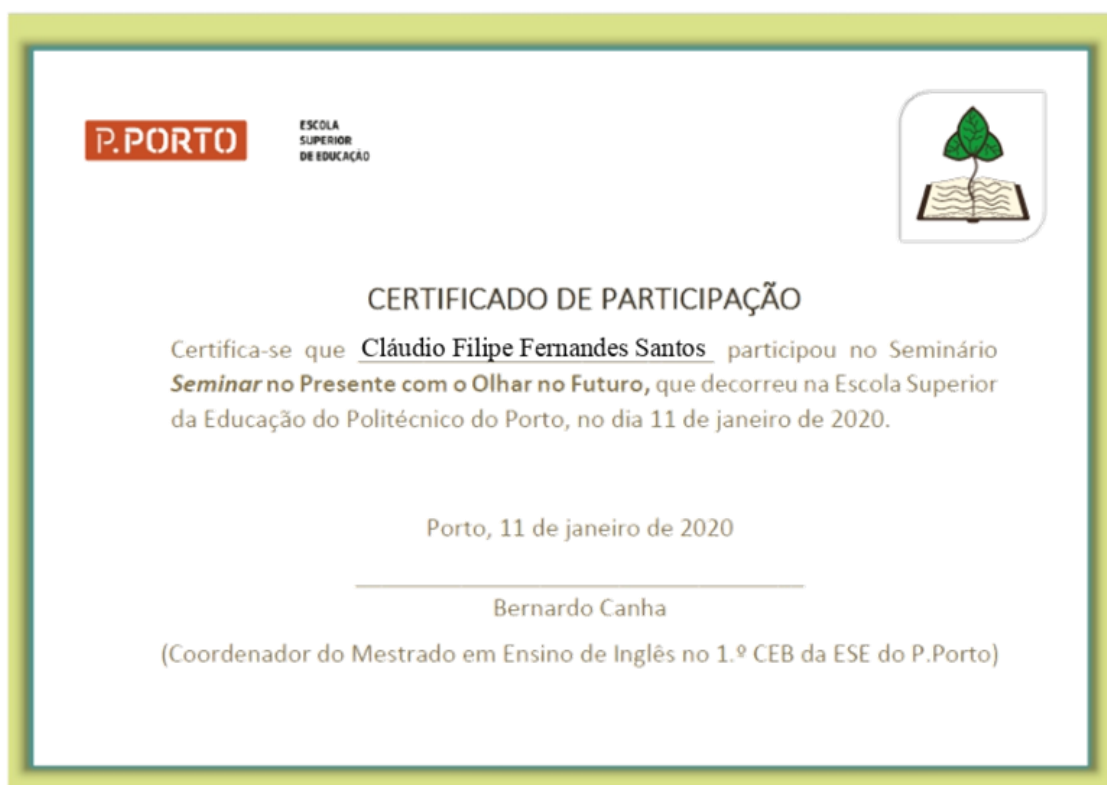 P.PORTO
ESCOLA
SUPERIOR
DE EDUCAÇÃO
CERTIFICADO DE PARTICIPAÇÃO
Certifica-se que Cláudio Filipe Fernandes Santos participou no Seminário
Seminar no Presente com o Olhar no Futuro, que decorreu na Escola Superior
da Educação do Politécnico do Porto, no dia 11 de janeiro de 2020.
Porto, 11 de janeiro de 2020
Bernardo Canha
(Coordenador do Mestrado em Ensino de Inglês no 1.º CEB da ESE do P.Porto)